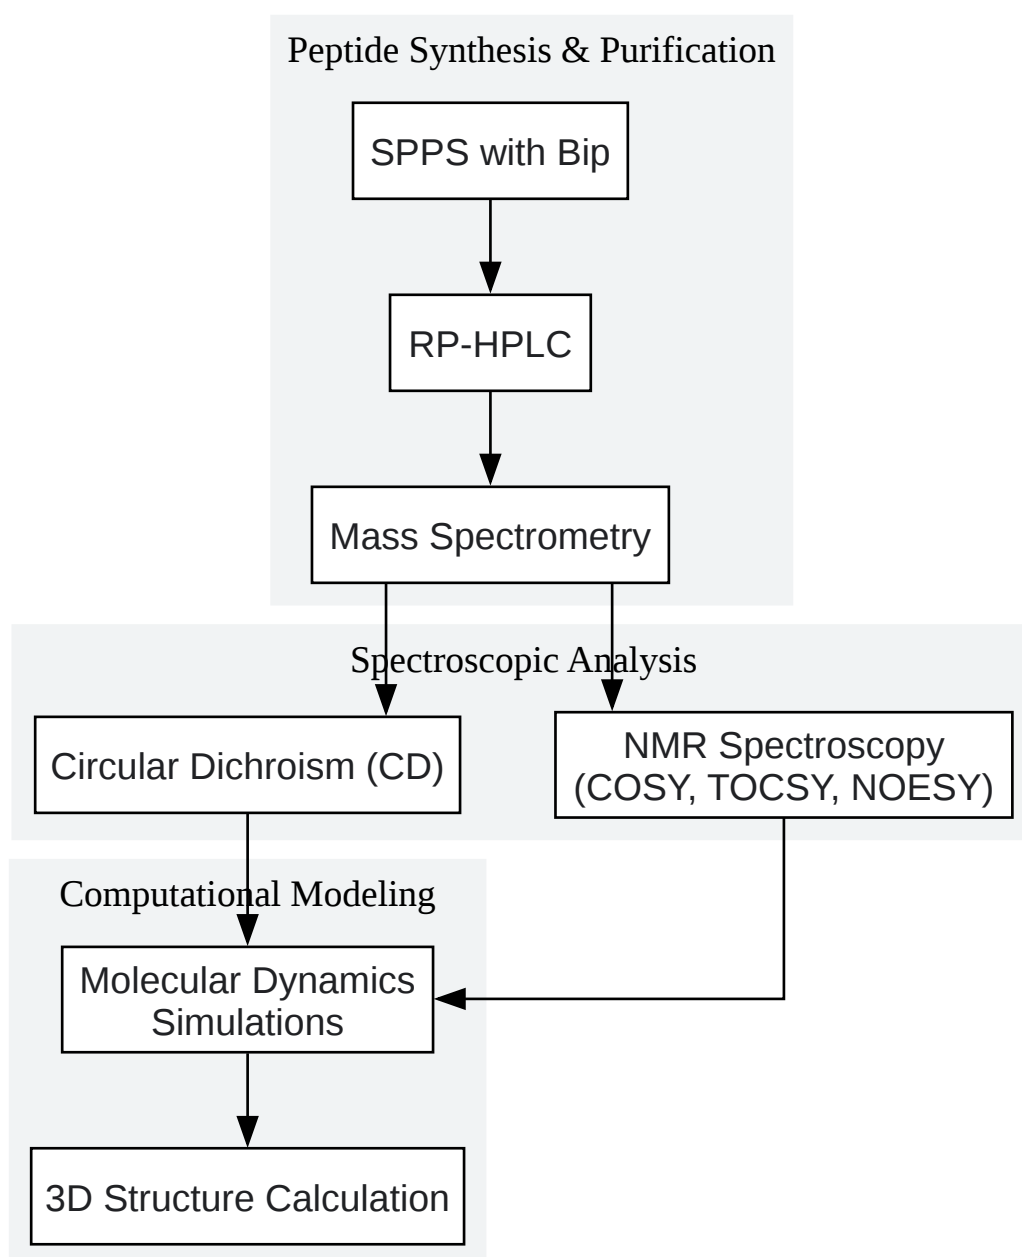 Peptide Synthesis & Purification
SPPS with Bip
RP-HPLC
Mass Spectrometry
Spectroscopic Analysis
Circular Dichroism (CD)
NMR Spectroscopy
(COSY, TOCSY, NOESY)
Computational Modeling
Molecular Dynamics
Simulations
3D Structure Calculation